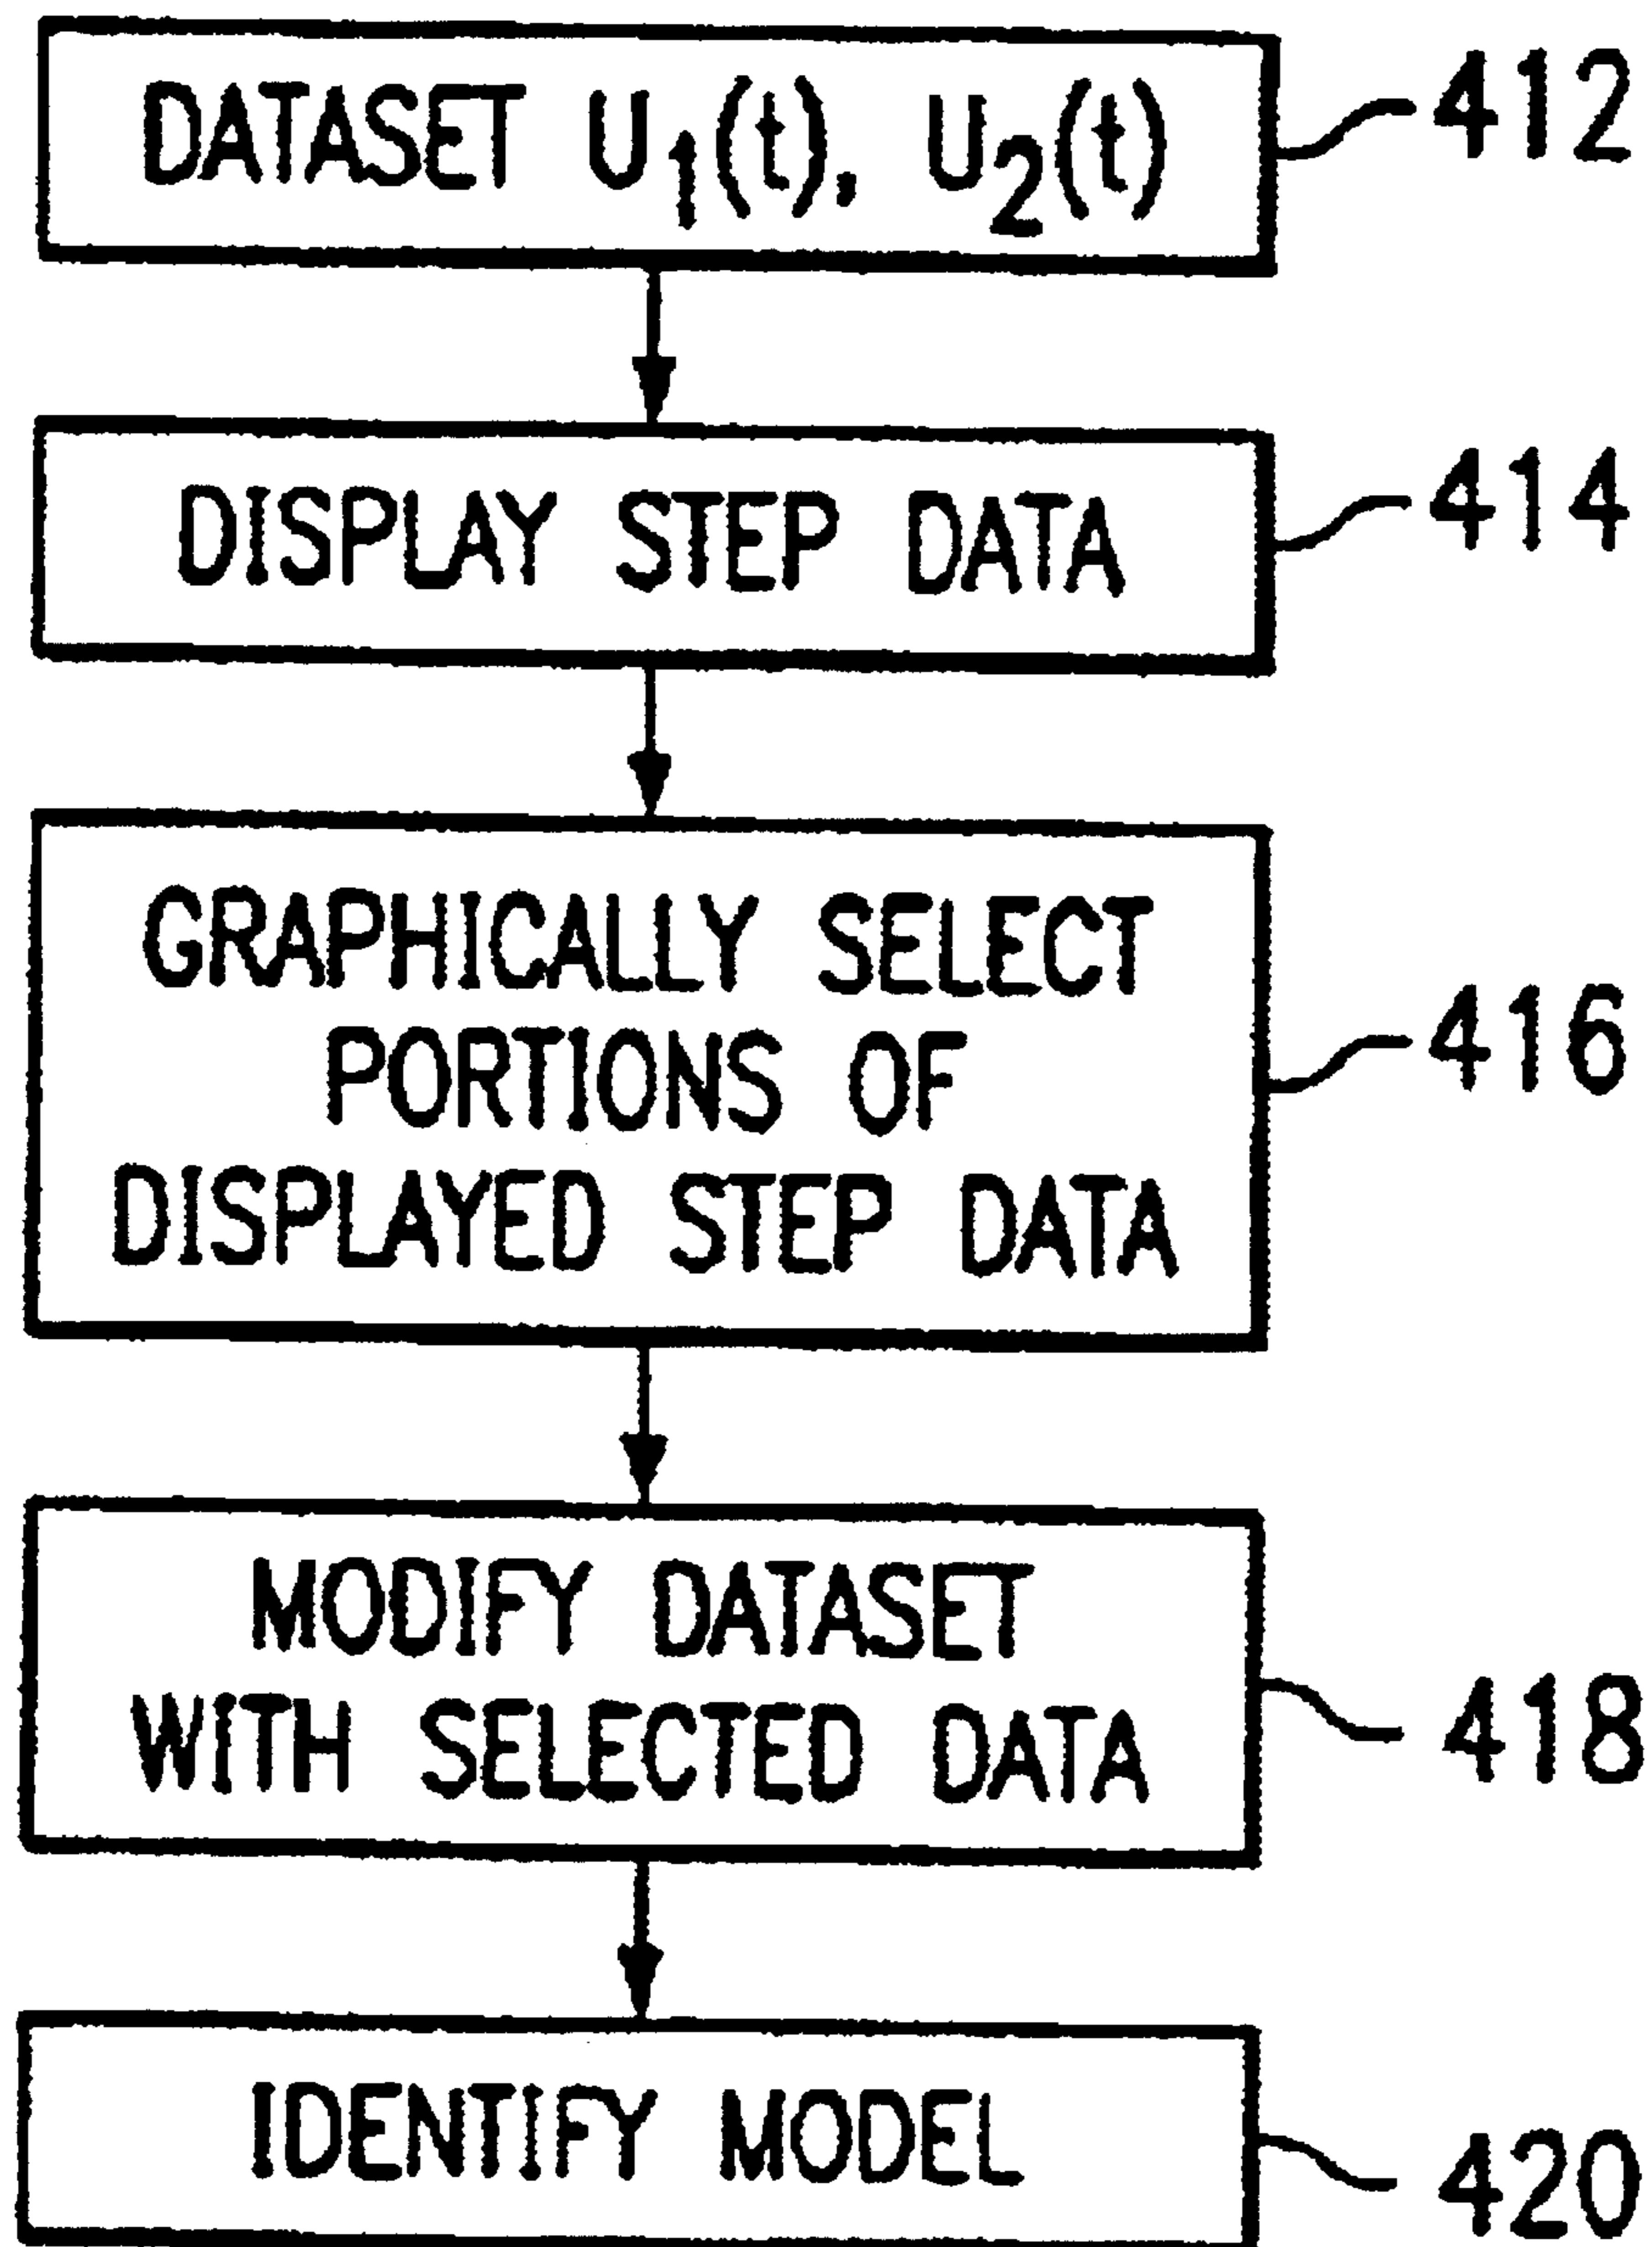 DATASET U1(t), U2(t) 412
DISPLAY STEP DATA 414
GRAPHICALLY SELECT
PORTIONS OF 416
DISPLAYED STEP DATA
MODIFY DATASET
WITH SELECTED DATA 418
IDENTIFY MODEL 420